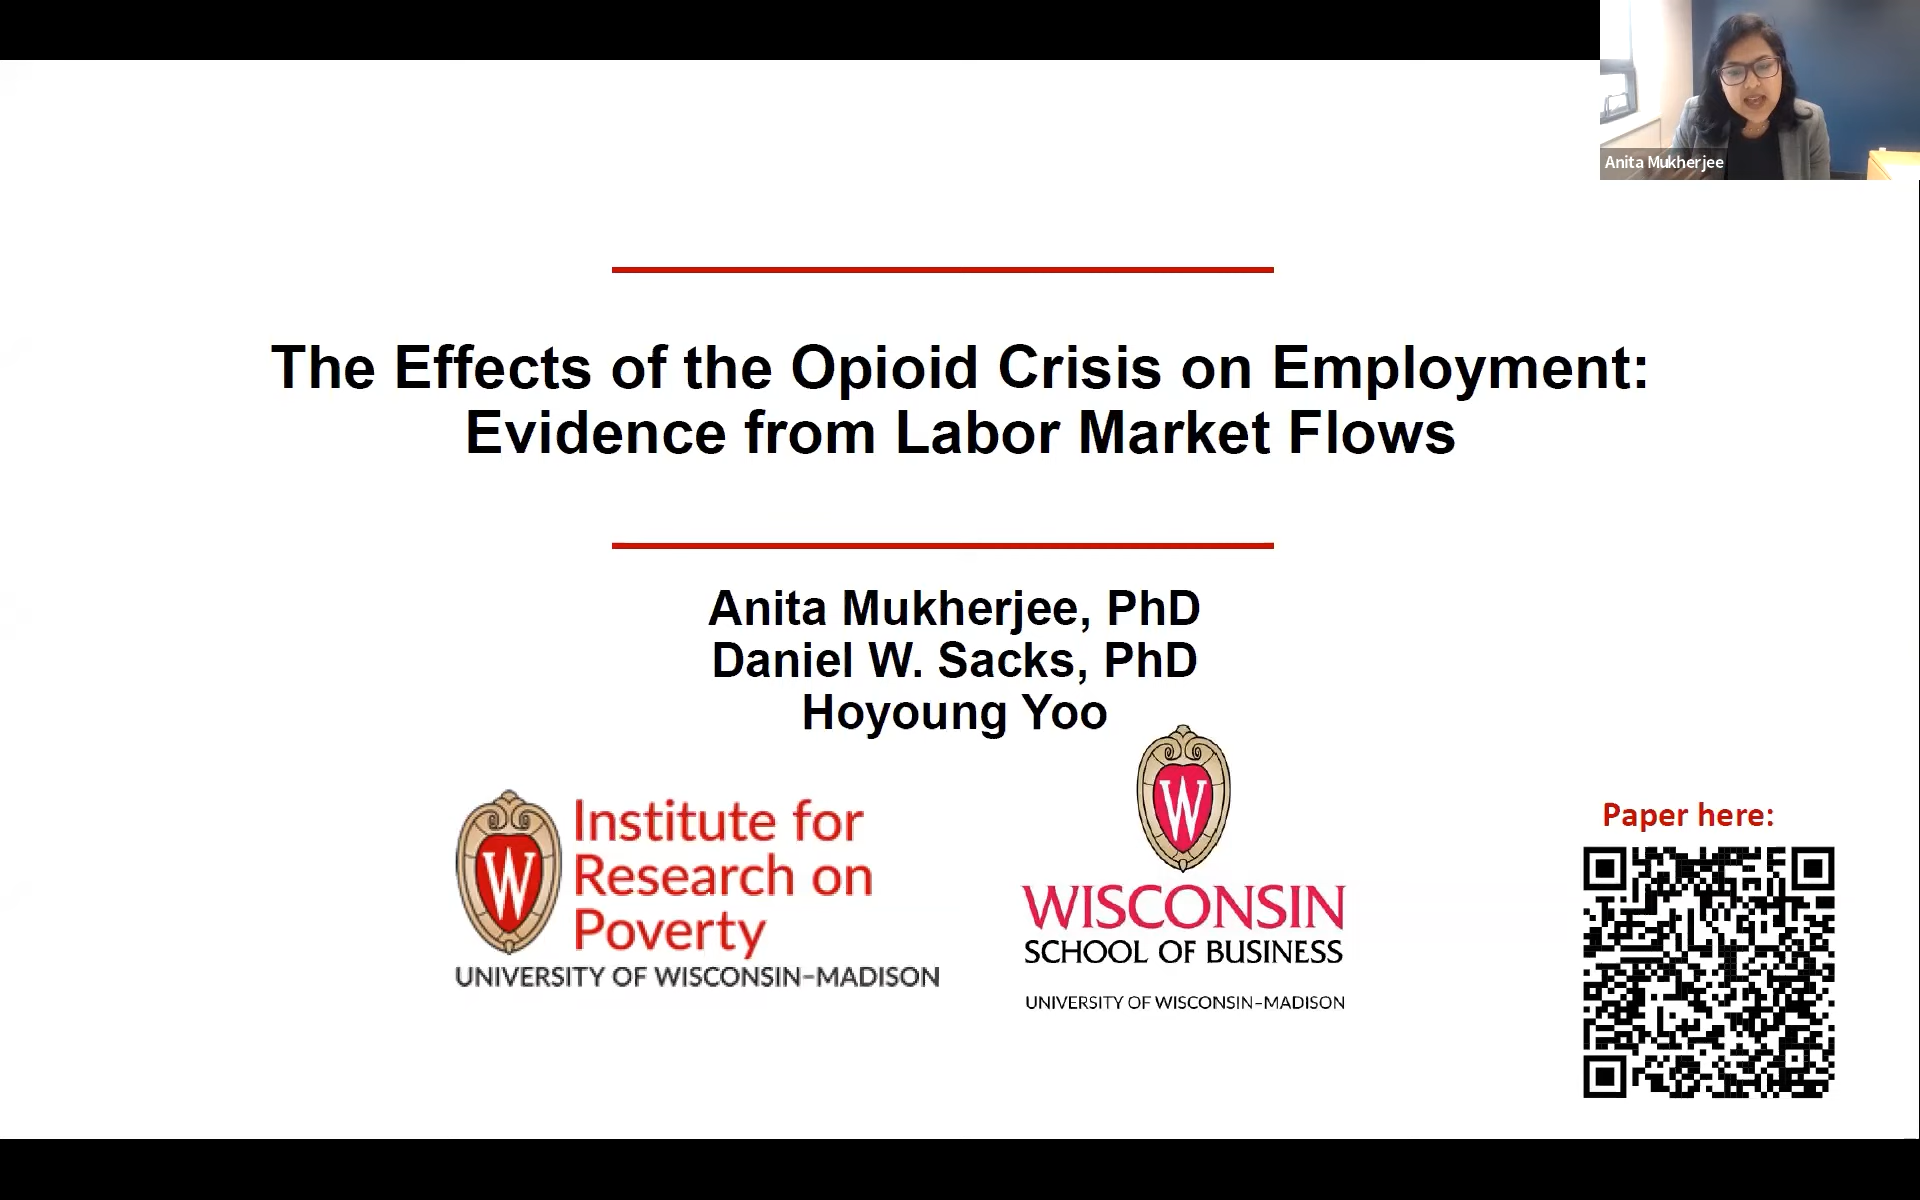 Anita Mukherjee
The Effects of the Opioid Crisis on Employment:
Evidence from Labor Market Flows
Anita Mukherjee, PhD
Daniel W. Sacks, PhD
Hoyoung Yoo
W
Institute for
Research on
Poverty
UNIVERSITY OF WISCONSIN–MADISON
W
WISCONSIN
SCHOOL OF BUSINESS
UNIVERSITY OF WISCONSIN–MADISON
Paper here: